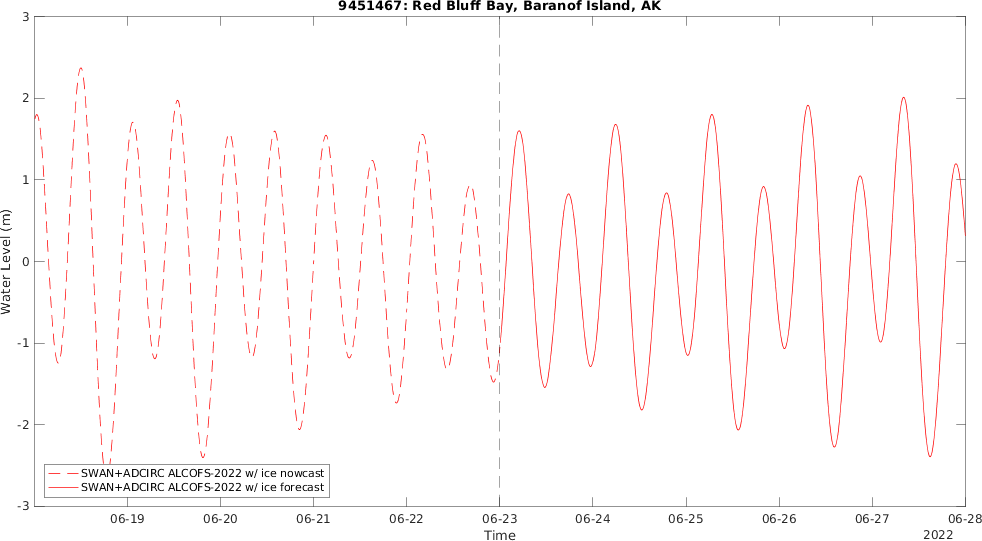 9451467: Red Bluff Bay, Baranof Island, AK
3
2
1
0
-1
-2
-3
Water Level (m)
SWAN+ADCIRC ALCOFS-2022 w/ ice nowcast
SWAN+ADCIRC ALCOFS-2022 w/ ice forecast
06-19 06-20 06-21 06-22 06-23 06-24 06-25 06-26 06-27 06-28
Time
2022